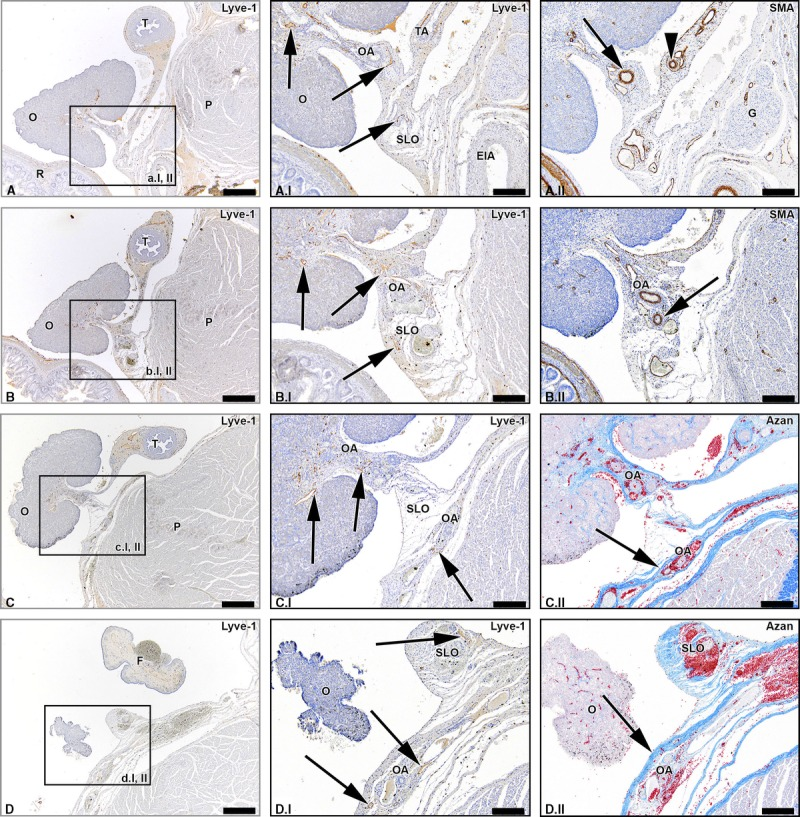 Lyve-1
T
O
P
R
a.I, II
A
Lyve-1
TA
OA
O
SLO
EIA
A.I
SMA
G
A.II
Lyve-1
T
O
P
b.I, II
B
Lyve-1
OA
SLO
B.I
SMA
OA
B.II
Lyve-1
T
O
P
c.I, II
C
Lyve-1
OA
SLO
OA
C.I
Azan
OA
OA
C.II
Lyve-1
F
d.I, II
D
Lyve-1
SLO
O
OA
D.I
Azan
SLO
O
OA
D.II